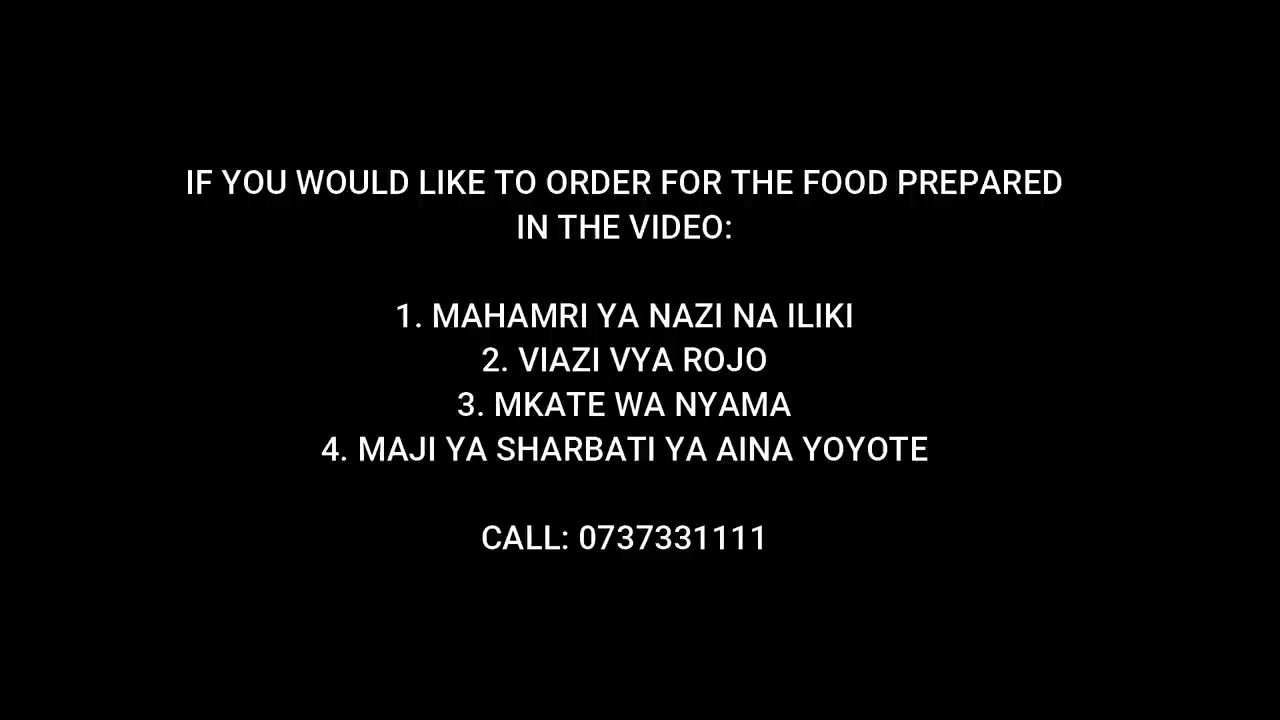 IF YOU WOULD LIKE TO ORDER FOR THE FOOD PREPARED
IN THE VIDEO:
1. MAHAMRI YA NAZI NA ILIKI
2. VIAZI VYA ROJO
3. MKATE WA NYAMA
4. MAJI YA SHARBATI YA AINA YOYOTE
CALL: 0737331111